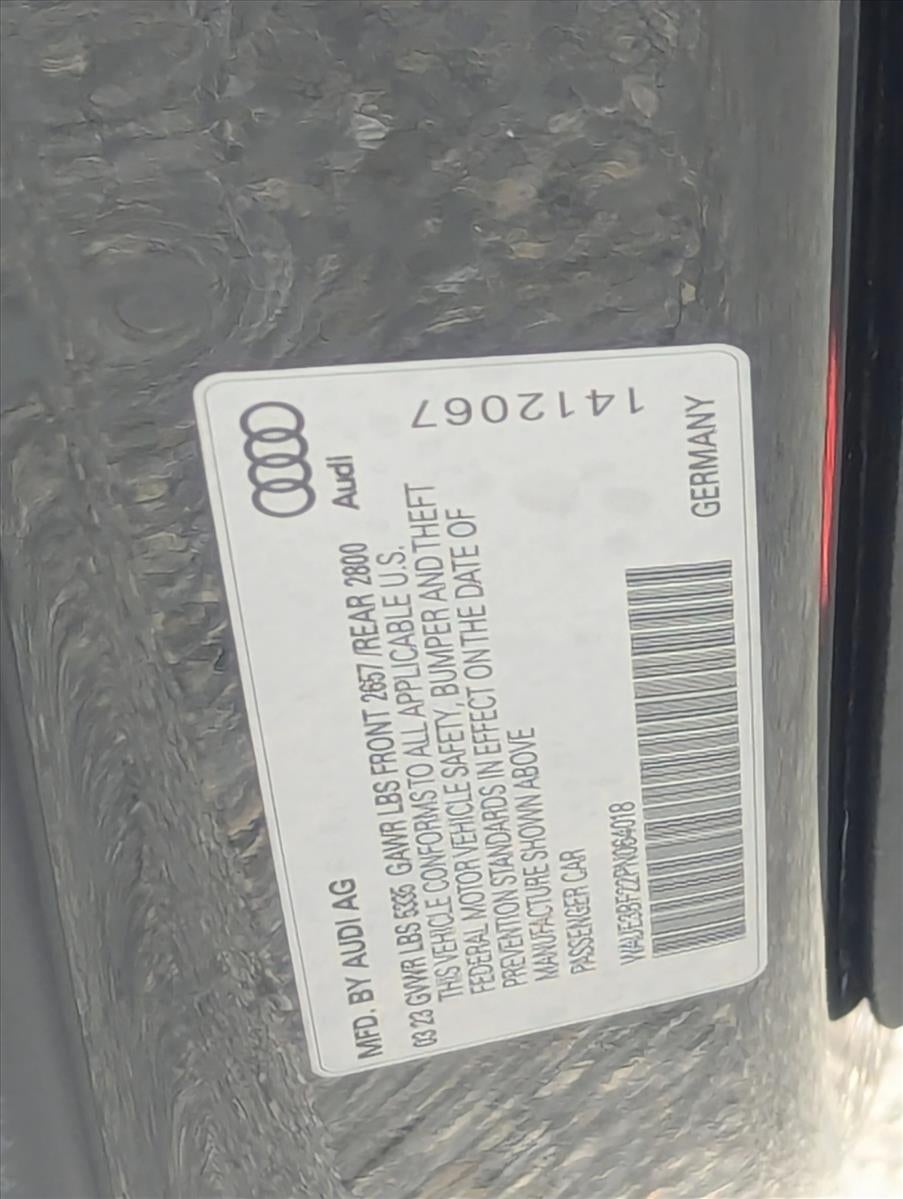 Audi
MFD. BY AUDI AG
03 23 GVWR LBS 5335 GAWR LBS FRONT 2657 / REAR 2800
THIS VEHICLE CONFORMS TO ALL APPLICABLE U.S.
FEDERAL MOTOR VEHICLE SAFETY, BUMPER AND THEFT
PREVENTION STANDARDS IN EFFECT ON THE DATE OF
MANUFACTURE SHOWN ABOVE
PASSENGER CAR
WAUE3BF22PN064018
1412067
GERMANY